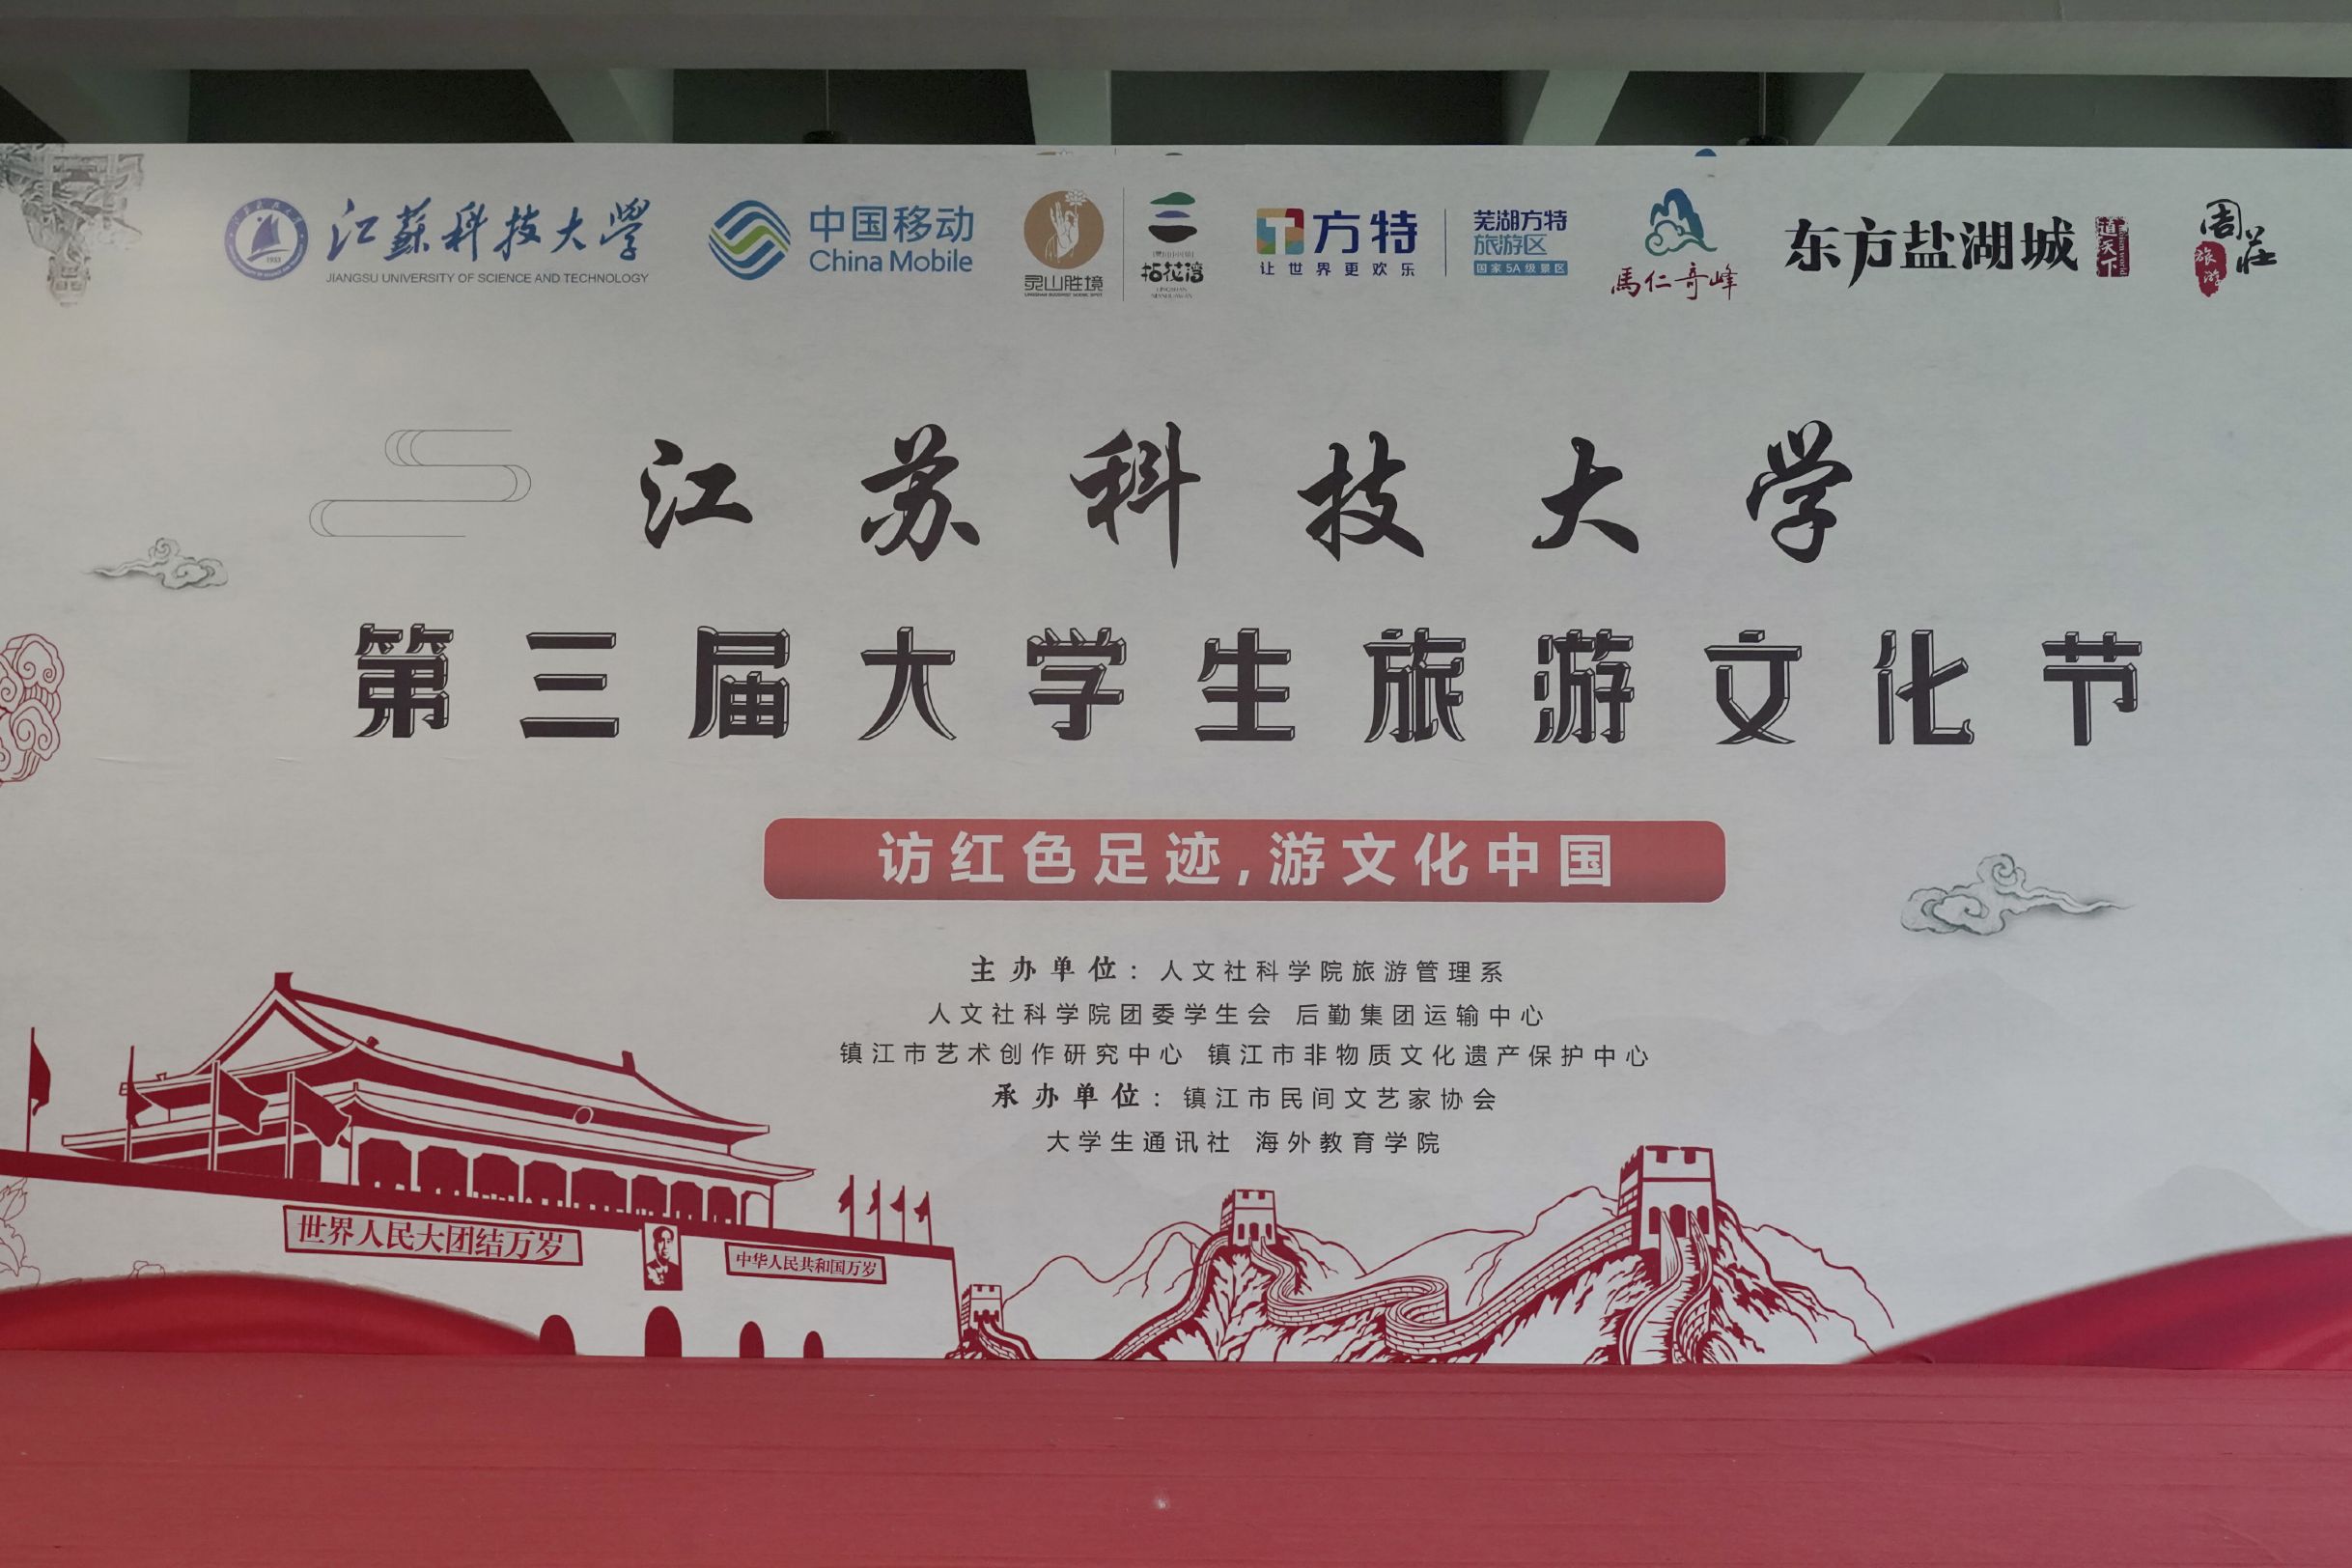 江蘇科技大学
JIANGSU UNIVERSITY OF SCIENCE AND TECHNOLOGY
1933
中国移动
China Mobile
灵山胜境
拈花湾
方特
让世界更欢乐
芜湖方特
旅游区
国家5A级景区
馬仁奇峰
东方盐湖城
道天下
周莊
旅游
江苏科技大学
第三届大学生旅游文化节
访红色足迹,游文化中国
主办单位：人文社科学院旅游管理系
人文社科学院团委学生会 后勤集团运输中心
镇江市艺术创作研究中心 镇江市非物质文化遗产保护中心
承办单位：镇江市民间文艺家协会
大学生通讯社 海外教育学院
世界人民大团结万岁
中华人民共和国万岁